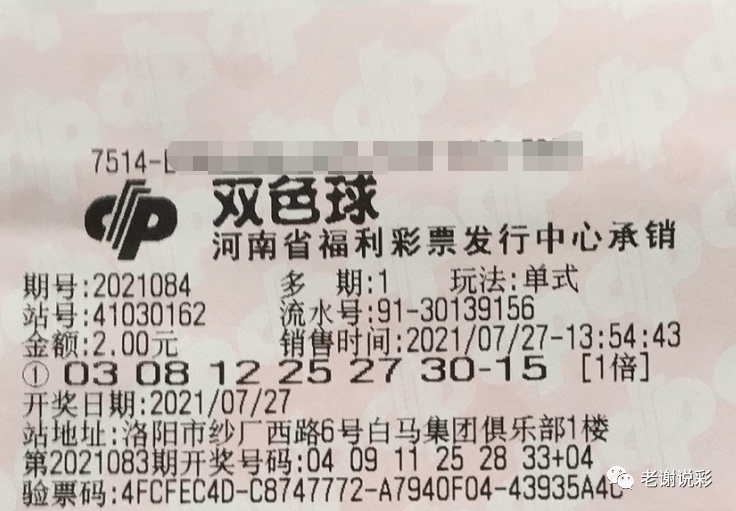 7514-
双色球
河南省福利彩票发行中心承销
期号:2021084 多 期:1 玩法:单式
站号:41030162 流水号:91-30139156
金额:2.00元 销售时间:2021/07/27-13:54:43
① 03 08 12 25 27 30-15 [1倍]
开奖日期:2021/07/27
站地址:洛阳市纱厂西路6号白马集团俱乐部1楼
第2021083期开奖号码:04 09 11 25 28 33+04
验票码:4FCFEC4D-C8747772-A7940F04-43935A4C
老谢说彩